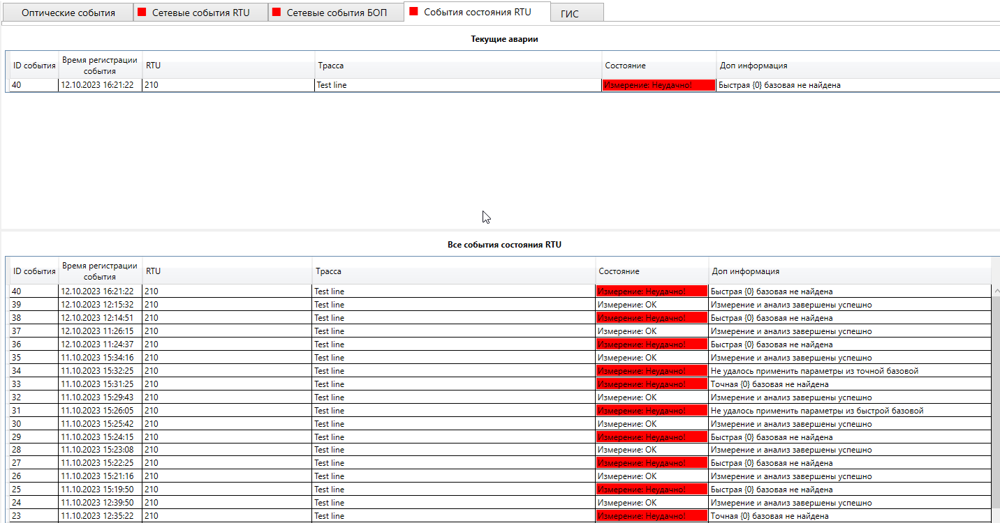 Оптические события Сетевые события RTU Сетевые события БОП События состояния RTU ГИС
Текущие аварии
ID события Время регистрации события RTU Трасса Состояние Доп информация
40 12.10.2023 16:21:22 210 Test line Измерение: Неудачно! Быстрая {0} базовая не найдена
Все события состояния RTU
ID события Время регистрации события RTU Трасса Состояние Доп информация
40 12.10.2023 16:21:22 210 Test line Измерение: Неудачно! Быстрая {0} базовая не найдена
39 12.10.2023 12:15:32 210 Test line Измерение: OK Измерение и анализ завершены успешно
38 12.10.2023 12:14:51 210 Test line Измерение: Неудачно! Быстрая {0} базовая не найдена
37 12.10.2023 11:26:15 210 Test line Измерение: OK Измерение и анализ завершены успешно
36 12.10.2023 11:24:37 210 Test line Измерение: Неудачно! Быстрая {0} базовая не найдена
35 11.10.2023 15:34:16 210 Test line Измерение: OK Измерение и анализ завершены успешно
34 11.10.2023 15:32:25 210 Test line Измерение: Неудачно! Не удалось применить параметры из точной базовой
33 11.10.2023 15:31:25 210 Test line Измерение: Неудачно! Точная {0} базовая не найдена
32 11.10.2023 15:29:43 210 Test line Измерение: OK Измерение и анализ завершены успешно
31 11.10.2023 15:26:05 210 Test line Измерение: Неудачно! Не удалось применить параметры из быстрой базовой
30 11.10.2023 15:25:42 210 Test line Измерение: OK Измерение и анализ завершены успешно
29 11.10.2023 15:24:15 210 Test line Измерение: Неудачно! Быстрая {0} базовая не найдена
28 11.10.2023 15:23:08 210 Test line Измерение: OK Измерение и анализ завершены успешно
27 11.10.2023 15:22:25 210 Test line Измерение: Неудачно! Быстрая {0} базовая не найдена
26 11.10.2023 15:21:16 210 Test line Измерение: OK Измерение и анализ завершены успешно
25 11.10.2023 15:19:50 210 Test line Измерение: Неудачно! Быстрая {0} базовая не найдена
24 11.10.2023 12:39:50 210 Test line Измерение: OK Измерение и анализ завершены успешно
23 11.10.2023 12:35:22 210 Test line Измерение: Неудачно! Точная {0} базовая не найдена